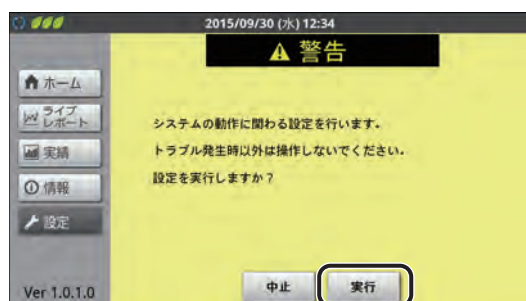 2015/09/30 (水) 12:34
警告
ホーム
ライブ
レポート
実績
情報
設定
システムの動作に関わる設定を行います。
トラブル発生時以外は操作しないでください。
設定を実行しますか？
中止
実行
Ver 1.0.1.0